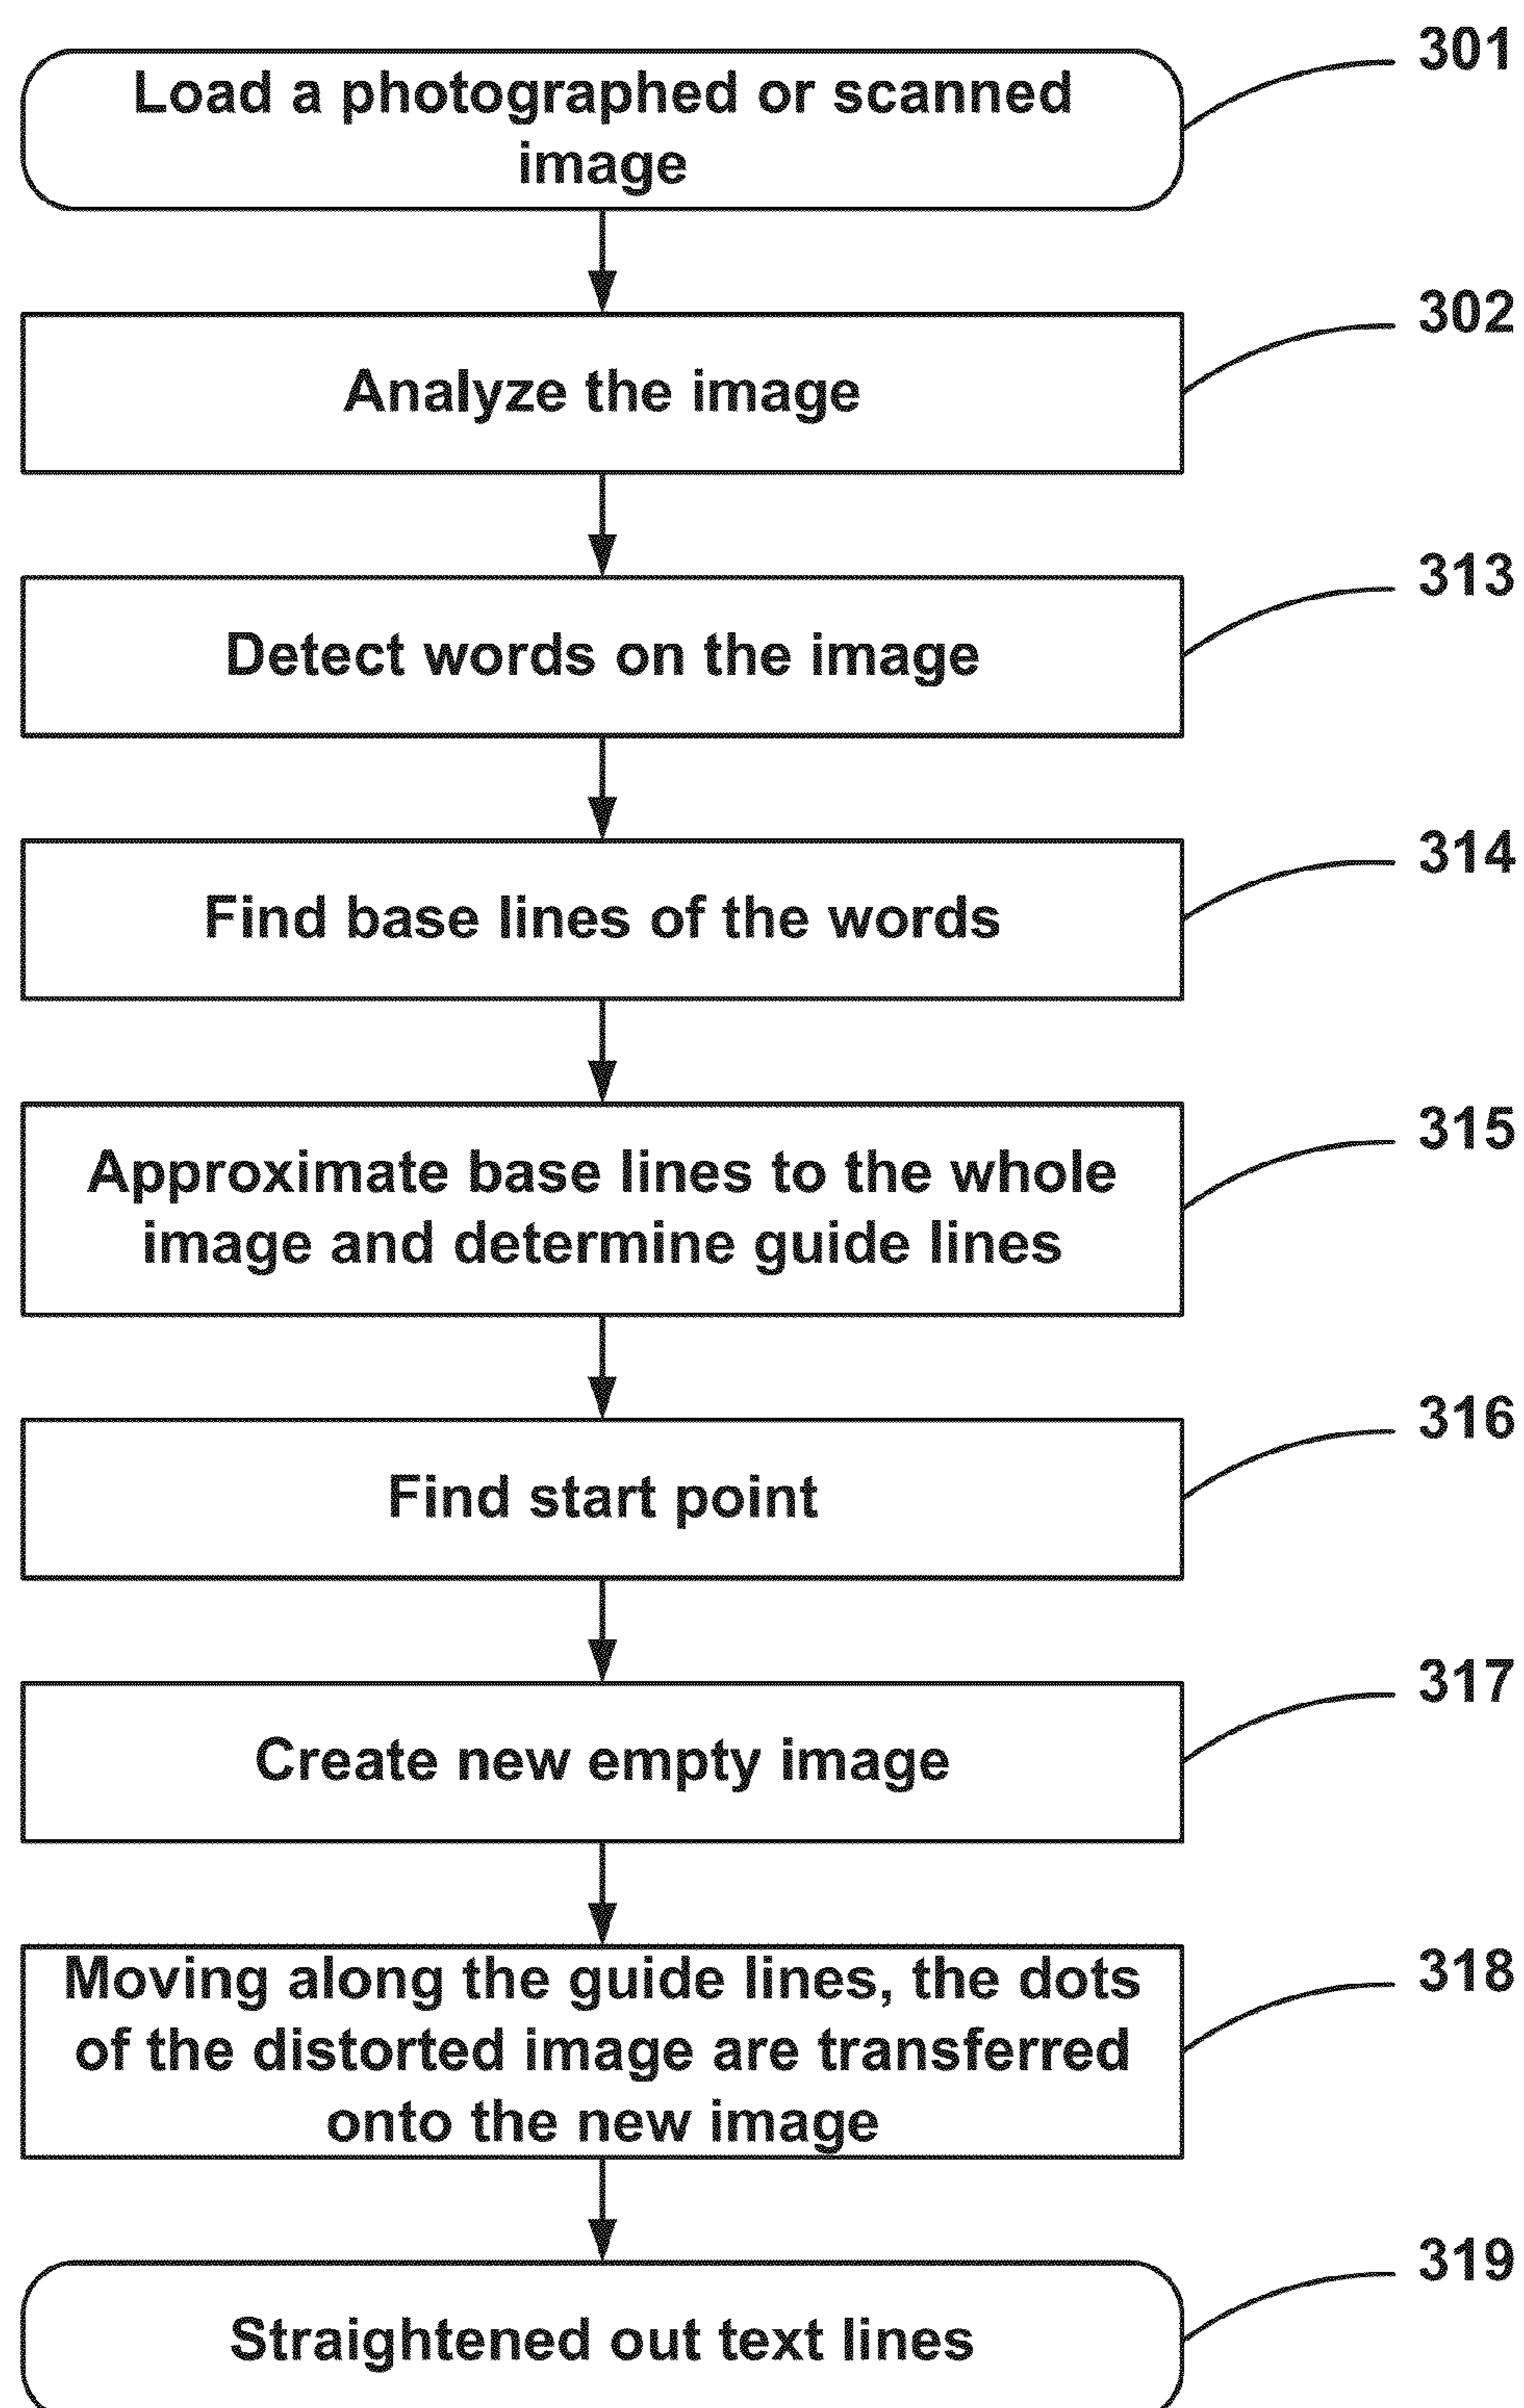 301
Load a photographed or scanned
image
302
Analyze the image
313
Detect words on the image
314
Find base lines of the words
315
Approximate base lines to the whole
image and determine guide lines
316
Find start point
317
Create new empty image
318
Moving along the guide lines, the dots
of the distorted image are transferred
onto the new image
319
Straightened out text lines